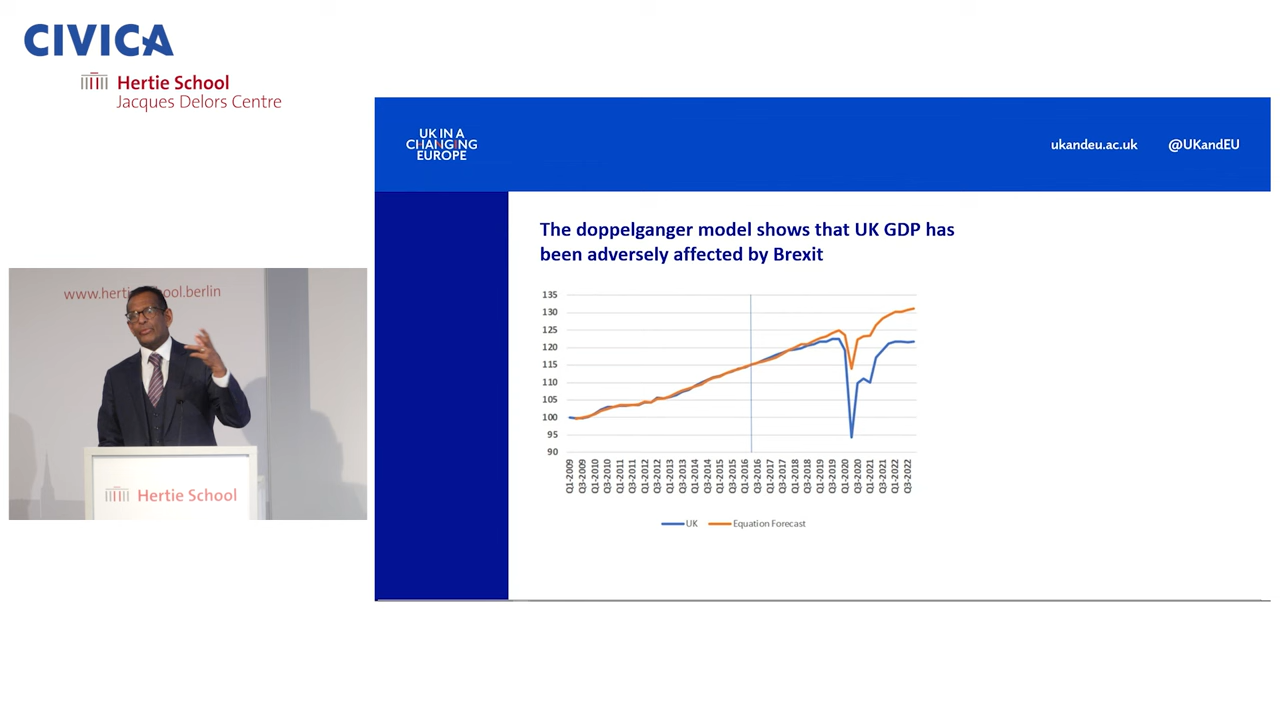 CIVICA
Hertie School
Jacques Delors Centre
UK IN A
CHANGING
EUROPE
ukandeu.ac.uk
@UKandEU
The doppelganger model shows that UK GDP has
been adversely affected by Brexit
135
130
125
120
115
110
105
100
95
90
Q1-2009
Q3-2009
Q1-2010
Q3-2010
Q1-2011
Q3-2011
Q1-2012
Q3-2012
Q1-2013
Q3-2013
Q1-2014
Q3-2014
Q1-2015
Q3-2015
Q1-2016
Q3-2016
Q1-2017
Q3-2017
Q1-2018
Q3-2018
Q1-2019
Q3-2019
Q1-2020
Q3-2020
Q1-2021
Q3-2021
Q1-2022
Q3-2022
UK
Equation Forecast
Hertie School